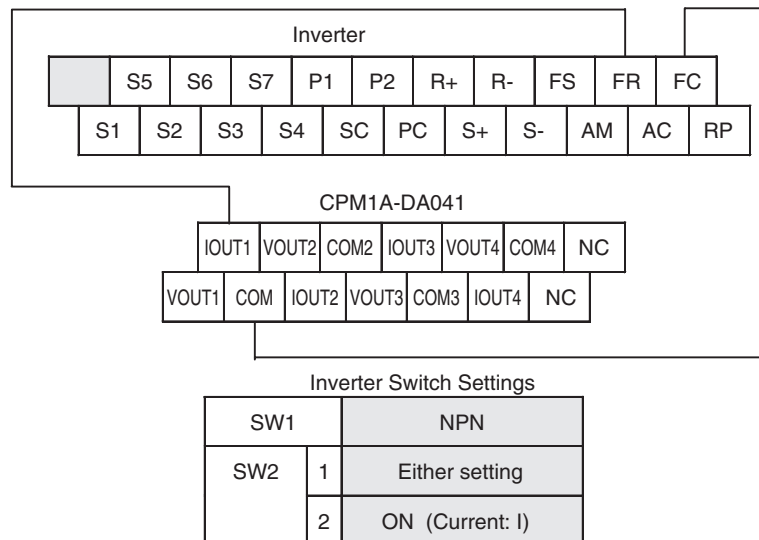 Inverter
S5 S6 S7 P1 P2 R+ R- FS FR FC
S1 S2 S3 S4 SC PC S+ S- AM AC RP
CPM1A-DA041
IOUT1 VOUT2 COM2 IOUT3 VOUT4 COM4 NC
VOUT1 COM IOUT2 VOUT3 COM3 IOUT4 NC
Inverter Switch Settings
SW1 NPN
SW2 1 Either setting
2 ON (Current: I)